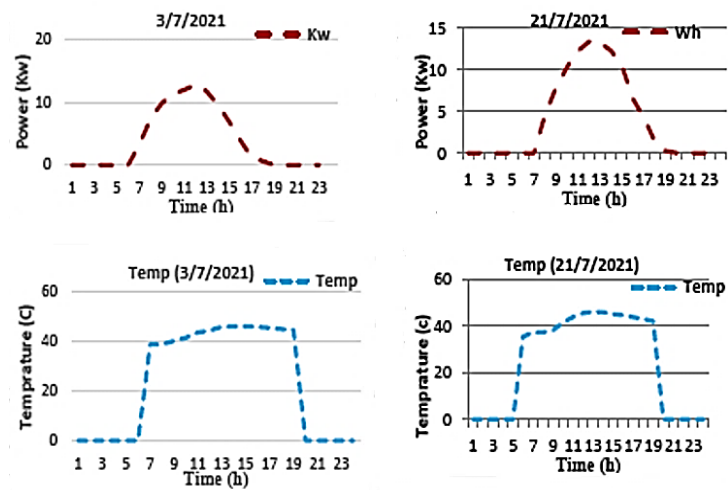 3/7/2021
Kw
20
10
0
Power (Kw)
1 3 5 7 9 11 13 15 17 19 21 23
Time (h)
21/7/2021
Wh
15
10
5
0
Power (Kw)
1 3 5 7 9 11 13 15 17 19 21 23
Time (h)
Temp (3/7/2021)
Temp
60
40
20
0
Temprature (C)
1 3 5 7 9 11 13 15 17 19 21 23
Time (h)
Temp (21/7/2021)
Temp
60
40
20
0
Temprature (c)
1 3 5 7 9 11 13 15 17 19 21 23
Time (h)